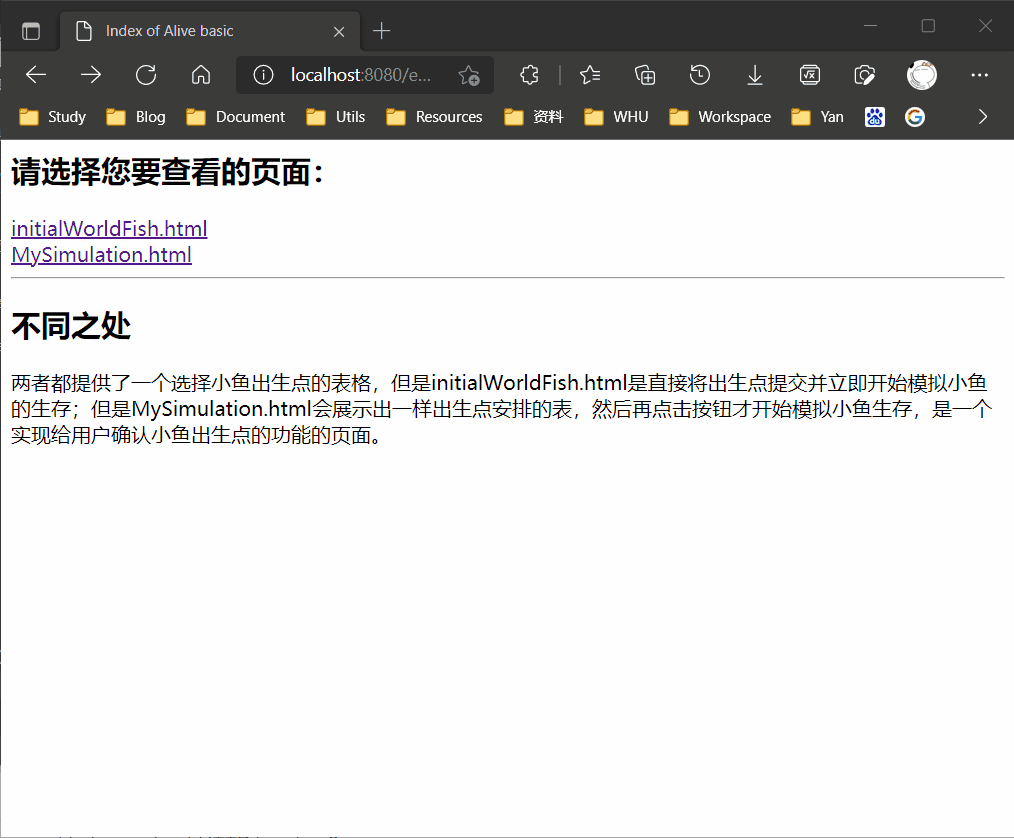 Index of Alive basic
localhost:8080/e...
Study Blog Document Utils Resources 资料 WHU Workspace Yan
请选择您要查看的页面：
initialWorldFish.html
MySimulation.html
不同之处
两者都提供了一个选择小鱼出生点的表格，但是initialWorldFish.html是直接将出生点提交并立即开始模拟小鱼
的生存；但是MySimulation.html会展示出一样出生点安排的表，然后再点击按钮才开始模拟小鱼生存，是一个
实现给用户确认小鱼出生点的功能的页面。